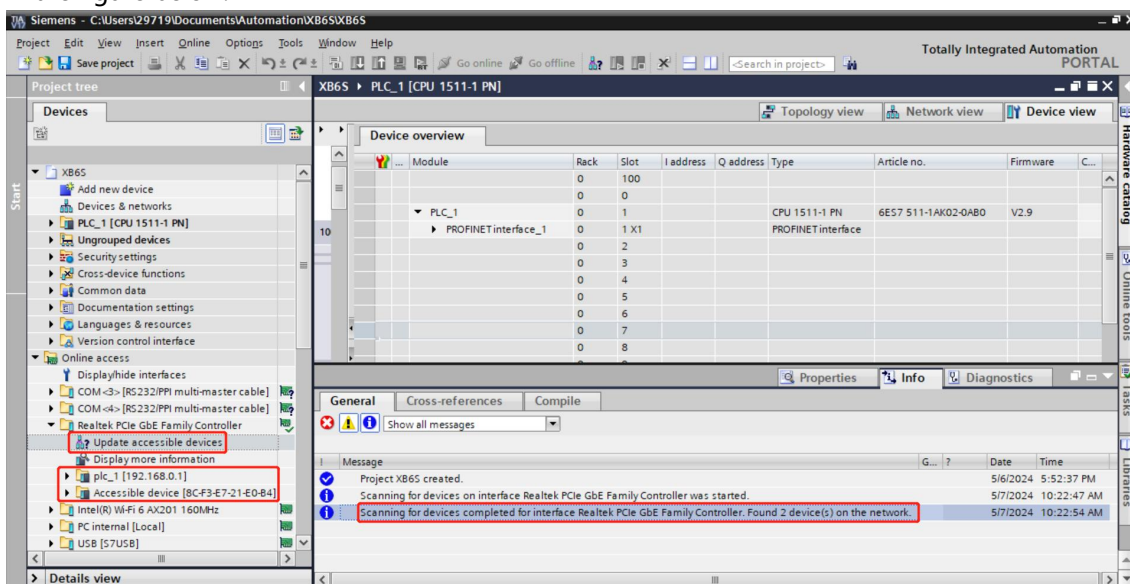 Siemens - C:\Users\29719\Documents\Automation\XB6S\XB6S
Project Edit View Insert Online Options Tools Window Help
Totally Integrated Automation
PORTAL
Save project Go online Go offline <Search in project>
Project tree
XB6S PLC_1 [CPU 1511-1 PN]
Devices
Topology view Network view Device view
Device overview
... Module Rack Slot I address Q address Type Article no. Firmware C...
0 100
0 0
PLC_1 0 1 CPU 1511-1 PN 6ES7 511-1AK02-0AB0 V2.9
PROFINET interface_1 0 1 X1 PROFINET interface
0 2
0 3
0 4
0 5
0 6
0 7
0 8
10
Start
XB6S
Add new device
Devices & networks
PLC_1 [CPU 1511-1 PN]
Ungrouped devices
Security settings
Cross-device functions
Common data
Documentation settings
Languages & resources
Version control interface
Online access
Display/hide interfaces
COM <3> [RS232/PPI multi-master cable]
COM <4> [RS232/PPI multi-master cable]
Realtek PCIe GbE Family Controller
Update accessible devices
Display more information
plc_1 [192.168.0.1]
Accessible device [8C-F3-E7-21-E0-B4]
Intel(R) Wi-Fi 6 AX201 160MHz
PC internal [Local]
USB [S7USB]
Details view
Properties Info Diagnostics
General Cross-references Compile
Show all messages
! Message G... ? Date Time
Project XB6S created. 5/6/2024 5:52:37 PM
Scanning for devices on interface Realtek PCIe GbE Family Controller was started. 5/7/2024 10:22:47 AM
Scanning for devices completed for interface Realtek PCIe GbE Family Controller. Found 2 device(s) on the network. 5/7/2024 10:22:54 AM
Hardware catalog
Online tools
Tasks
Libraries